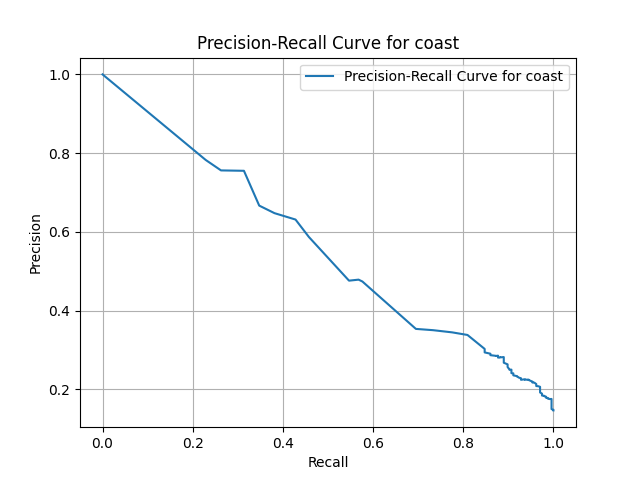 Precision-Recall Curve for coast
Precision-Recall Curve for coast
1.0
0.8
0.6
0.4
0.2
Precision
0.0 0.2 0.4 0.6 0.8 1.0
Recall